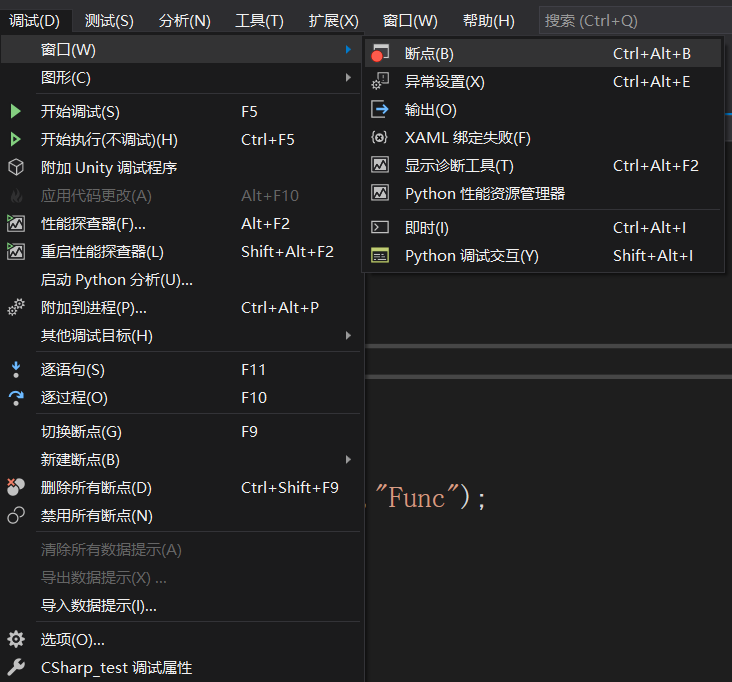 调试(D) 测试(S) 分析(N) 工具(T) 扩展(X) 窗口(W) 帮助(H) 搜索 (Ctrl+Q)
窗口(W)
图形(C)
开始调试(S) F5
开始执行(不调试)(H) Ctrl+F5
附加 Unity 调试程序
应用代码更改(A) Alt+F10
性能探查器(F)... Alt+F2
重启性能探查器(L) Shift+Alt+F2
启动 Python 分析(U)...
附加到进程(P)... Ctrl+Alt+P
其他调试目标(H)
逐语句(S) F11
逐过程(O) F10
切换断点(G) F9
新建断点(B)
删除所有断点(D) Ctrl+Shift+F9
禁用所有断点(N)
清除所有数据提示(A)
导出数据提示(X) ...
导入数据提示(I)...
选项(O)...
CSharp_test 调试属性
断点(B) Ctrl+Alt+B
异常设置(X) Ctrl+Alt+E
输出(O)
XAML 绑定失败(F)
显示诊断工具(T) Ctrl+Alt+F2
Python 性能资源管理器
即时(I) Ctrl+Alt+I
Python 调试交互(Y) Shift+Alt+I
"Func");